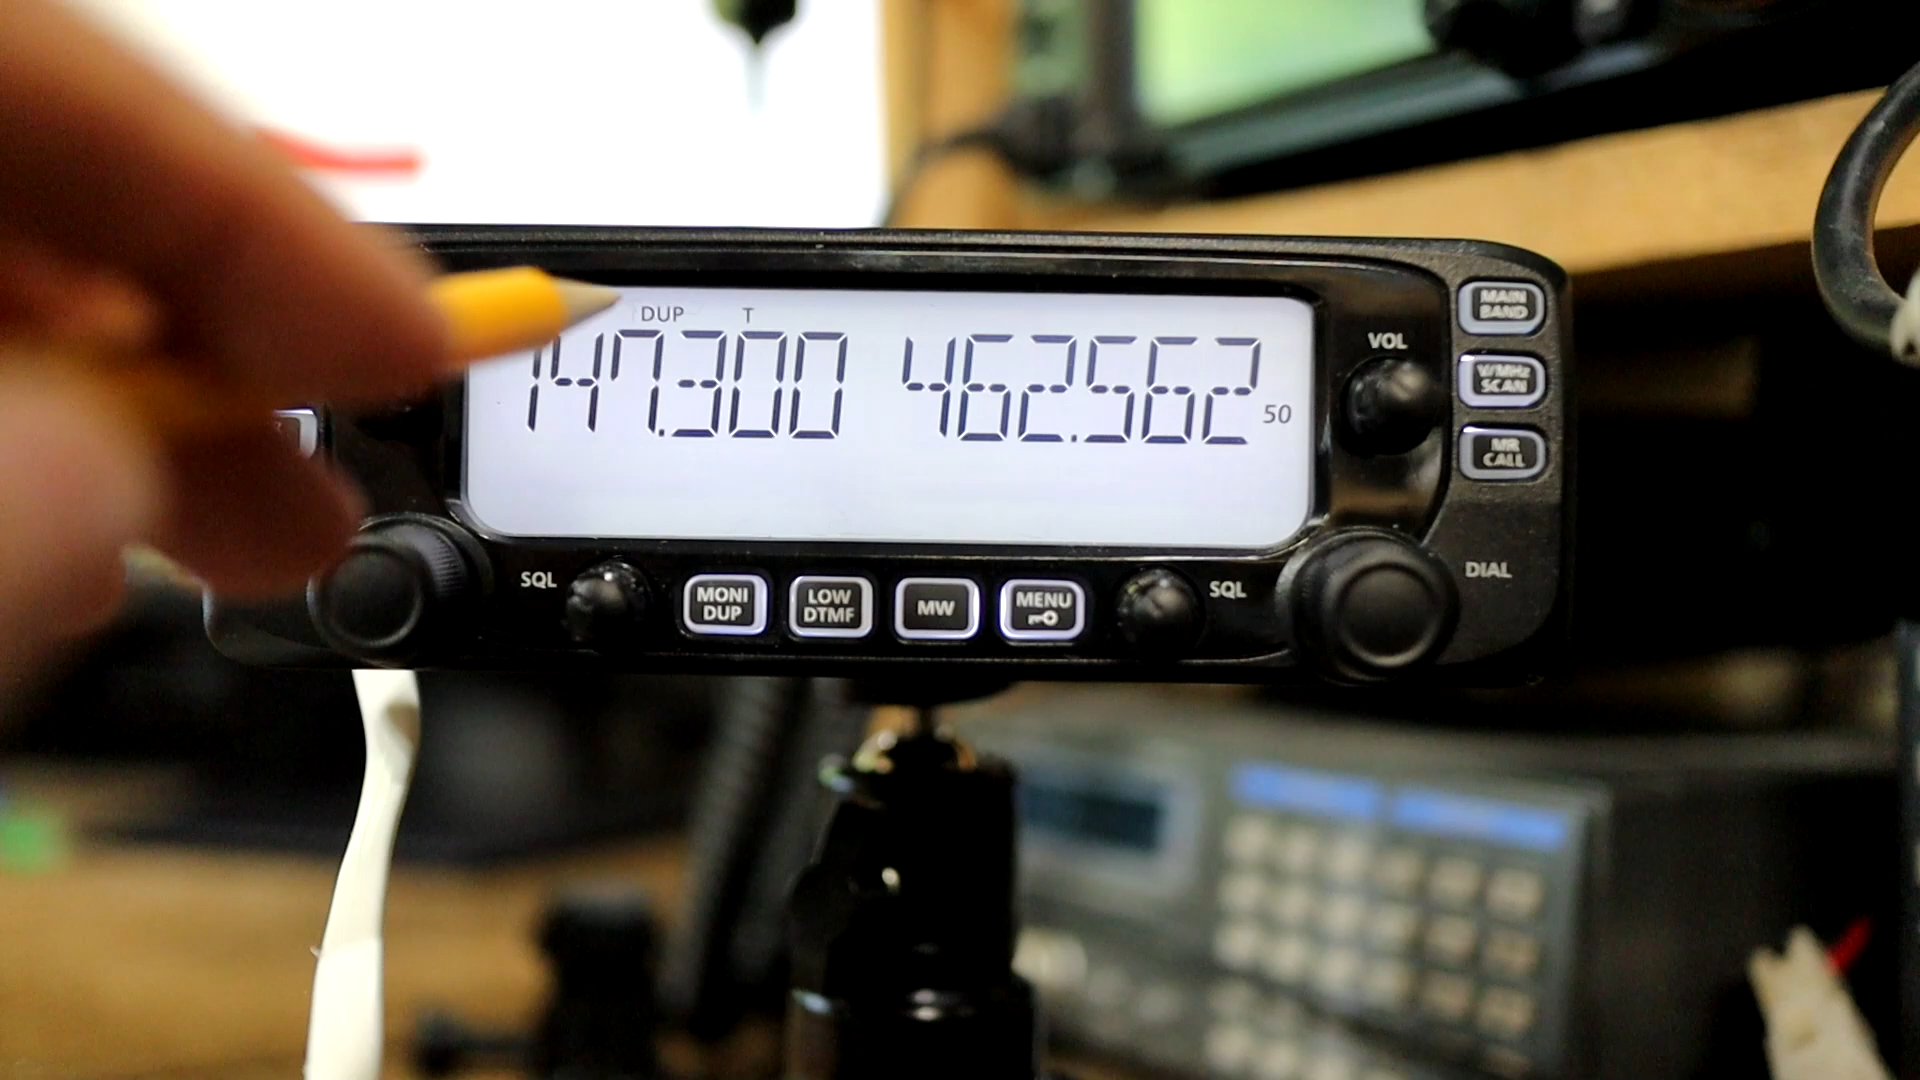 DUP T
147.300 462.562 50
VOL
MAIN BAND
V/MHz SCAN
MR CALL
SQL
MONI DUP
LOW DTMF
MW
MENU
SQL
DIAL